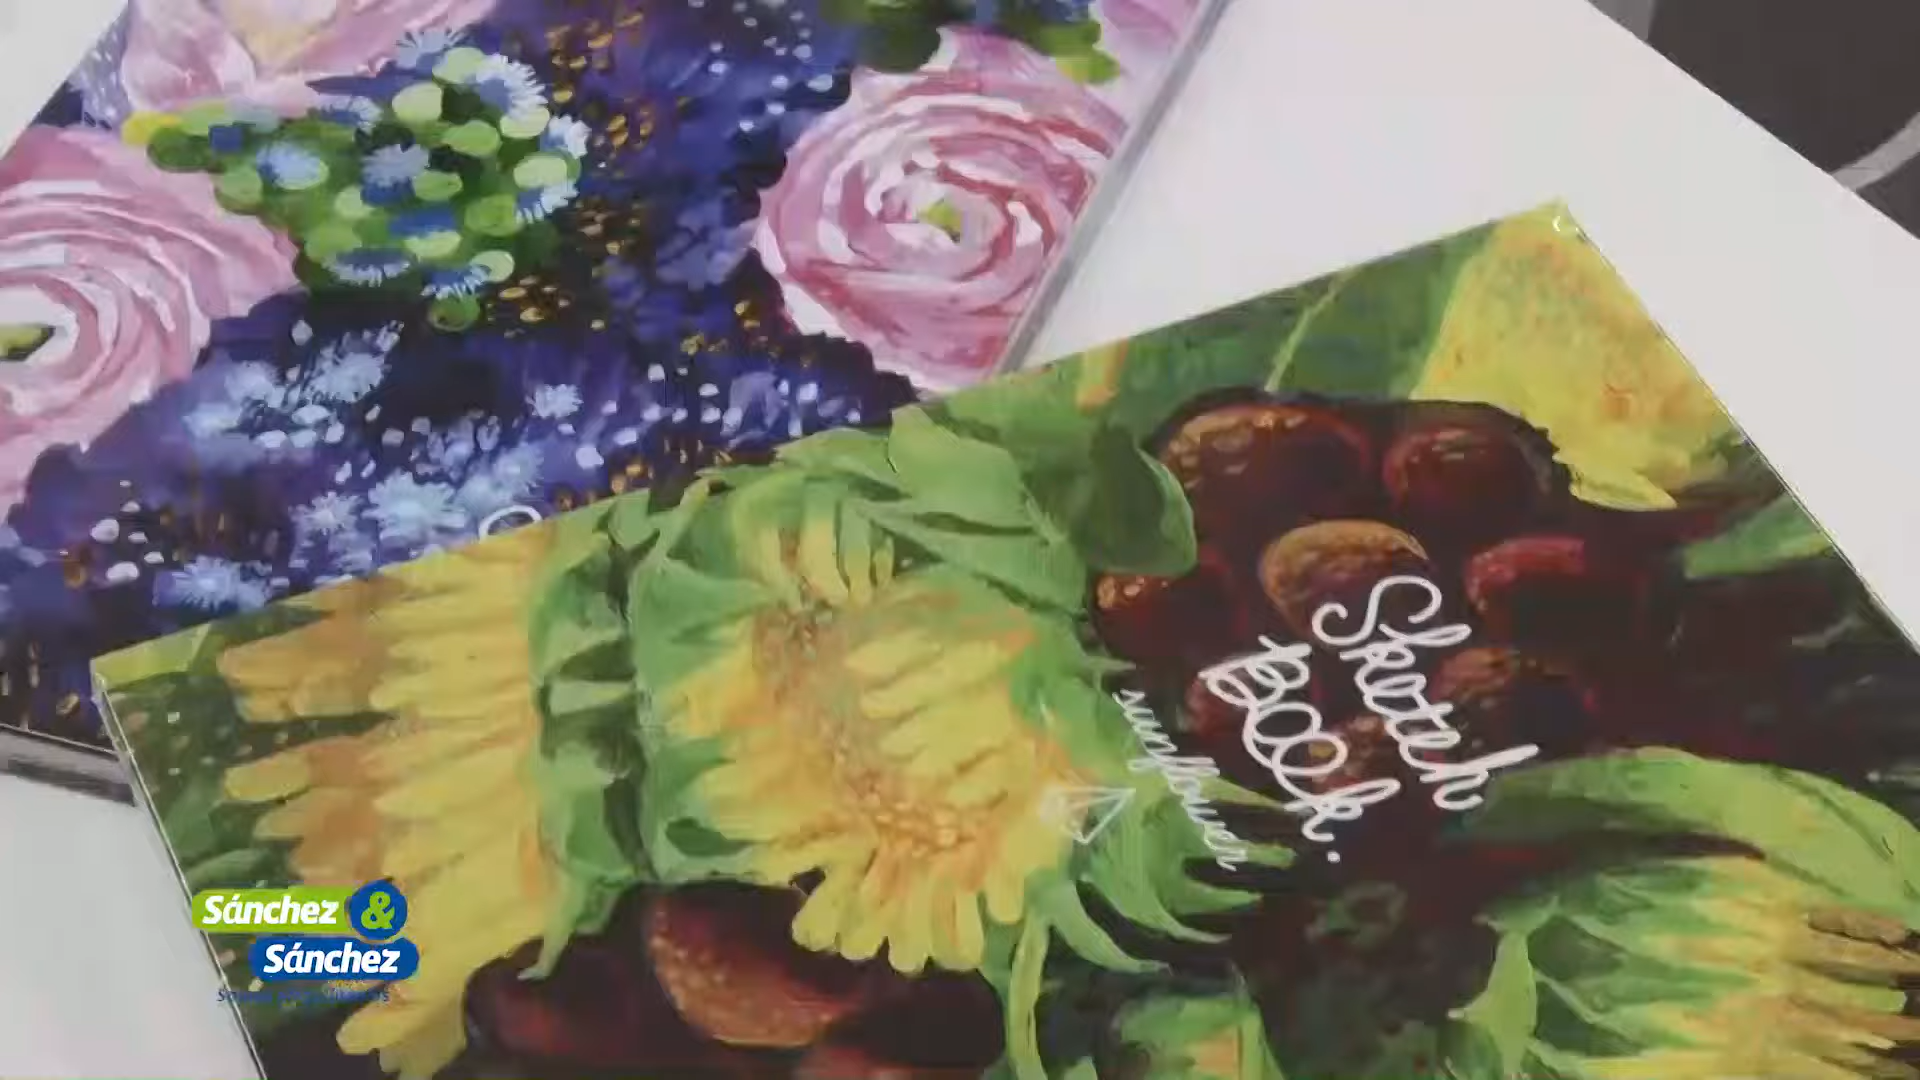 Sketch
Book.
sunflower
Sánchez &
Sánchez